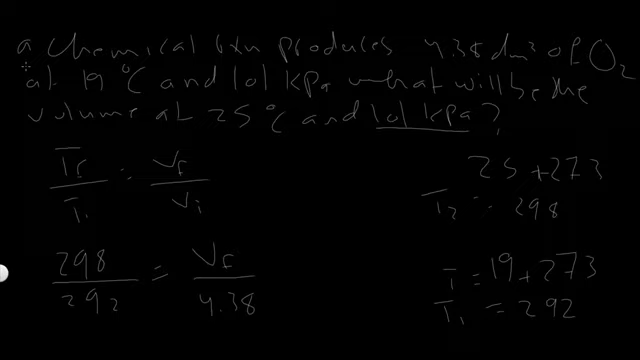 a chemical rxn produces 4.38 dm³ of O₂
at 19 °C and 101 kPa what will be the
volume at 25 °C and 101 kPa?
Tf/Ti = Vf/Vi
25 + 273
T₂ = 298
298/292 = Vf/4.38
T = 19 + 273
T₁ = 292